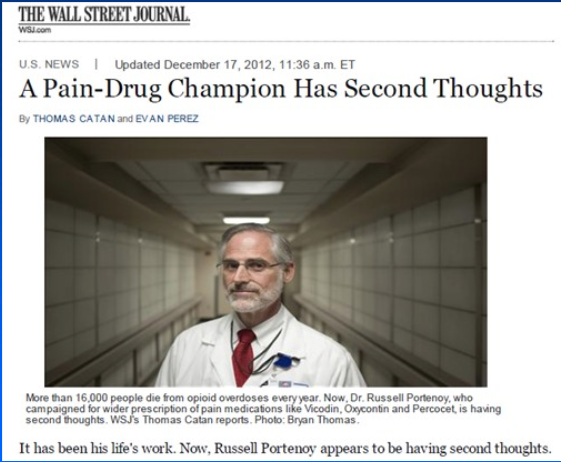 THE WALL STREET JOURNAL.
WSJ.com
U.S. NEWS | Updated December 17, 2012, 11:36 a.m. ET
A Pain-Drug Champion Has Second Thoughts
By THOMAS CATAN and EVAN PEREZ
More than 16,000 people die from opioid overdoses every year. Now, Dr. Russell Portenoy, who
campaigned for wider prescription of pain medications like Vicodin, Oxycontin and Percocet, is having
second thoughts. WSJ's Thomas Catan reports. Photo: Bryan Thomas.
It has been his life's work. Now, Russell Portenoy appears to be having second thoughts.